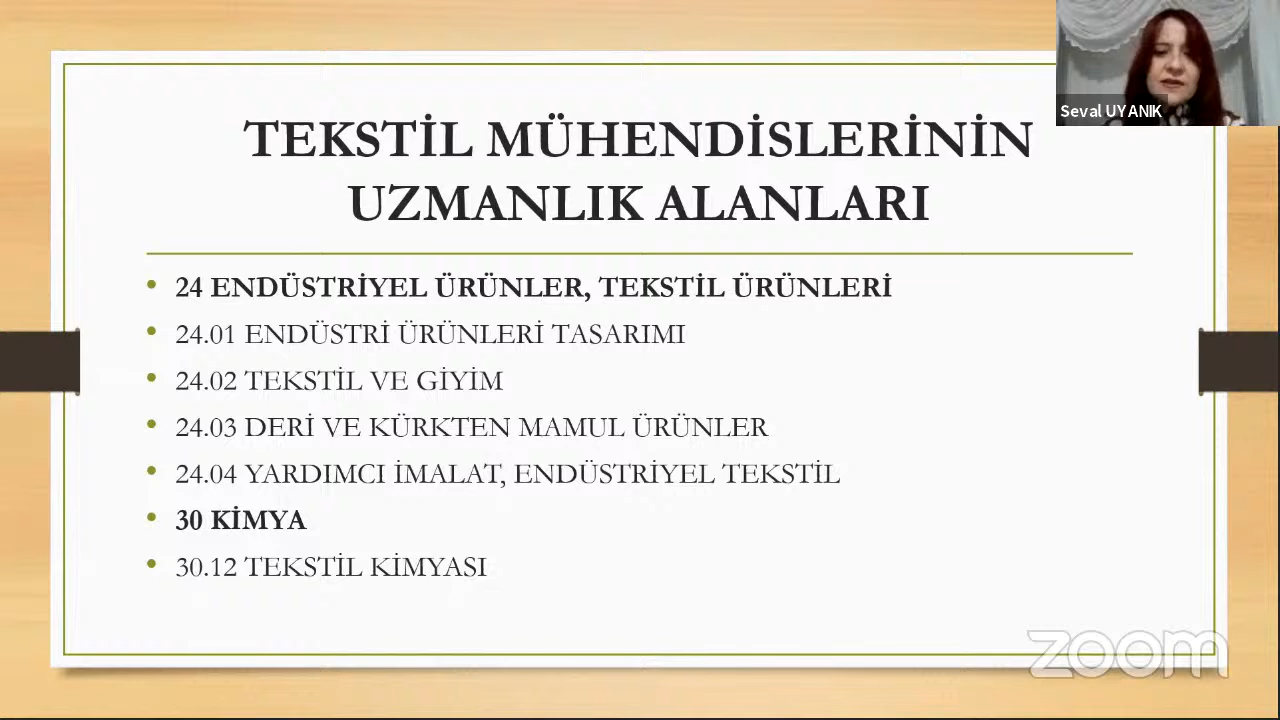 Seval UYANIK
TEKSTİL MÜHENDİSLERİNİN
UZMANLIK ALANLARI
• 24 ENDÜSTRİYEL ÜRÜNLER, TEKSTİL ÜRÜNLERİ
• 24.01 ENDÜSTRİ ÜRÜNLERİ TASARIMI
• 24.02 TEKSTİL VE GİYİM
• 24.03 DERİ VE KÜRKTEN MAMUL ÜRÜNLER
• 24.04 YARDIMCI İMALAT, ENDÜSTRİYEL TEKSTİL
• 30 KİMYA
• 30.12 TEKSTİL KİMYASI
zoom